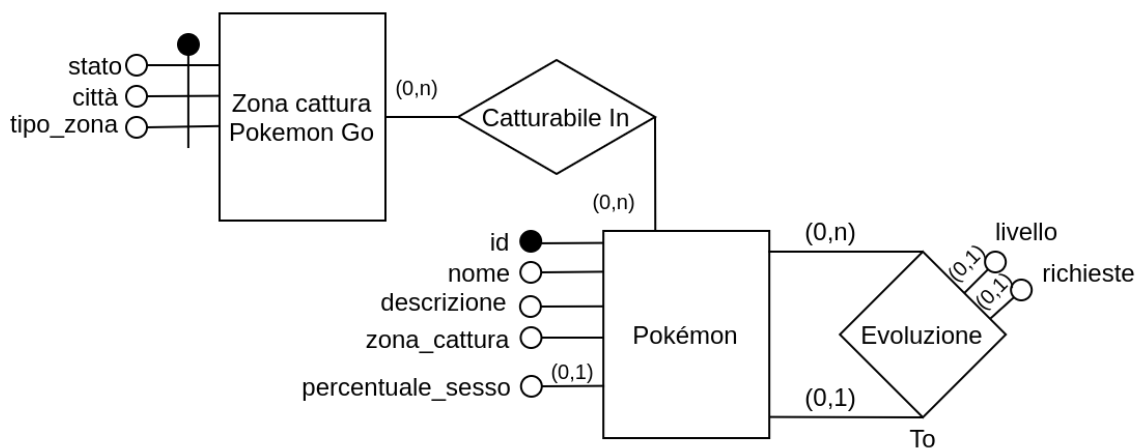 stato
città
tipo_zona
Zona cattura
Pokemon Go
(0,n)
Catturabile In
(0,n)
id
nome
descrizione
zona_cattura
percentuale_sesso
(0,1)
Pokémon
(0,n)
(0,1)
livello
(0,1)
richieste
Evoluzione
(0,1)
To